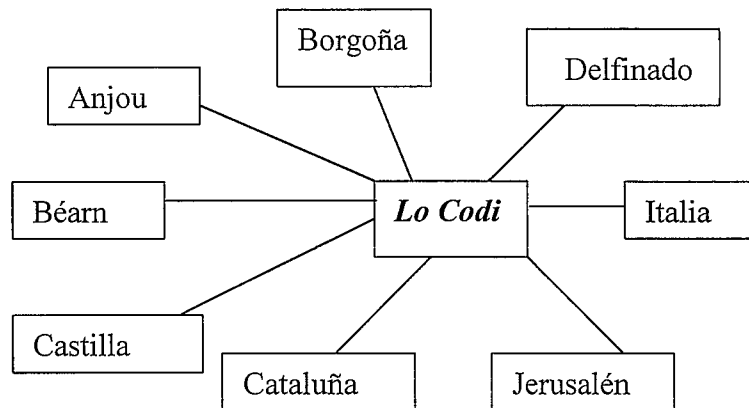 Borgoña
Delfinado
Anjou
Béarn
Lo Codi
Italia
Castilla
Cataluña
Jerusalén